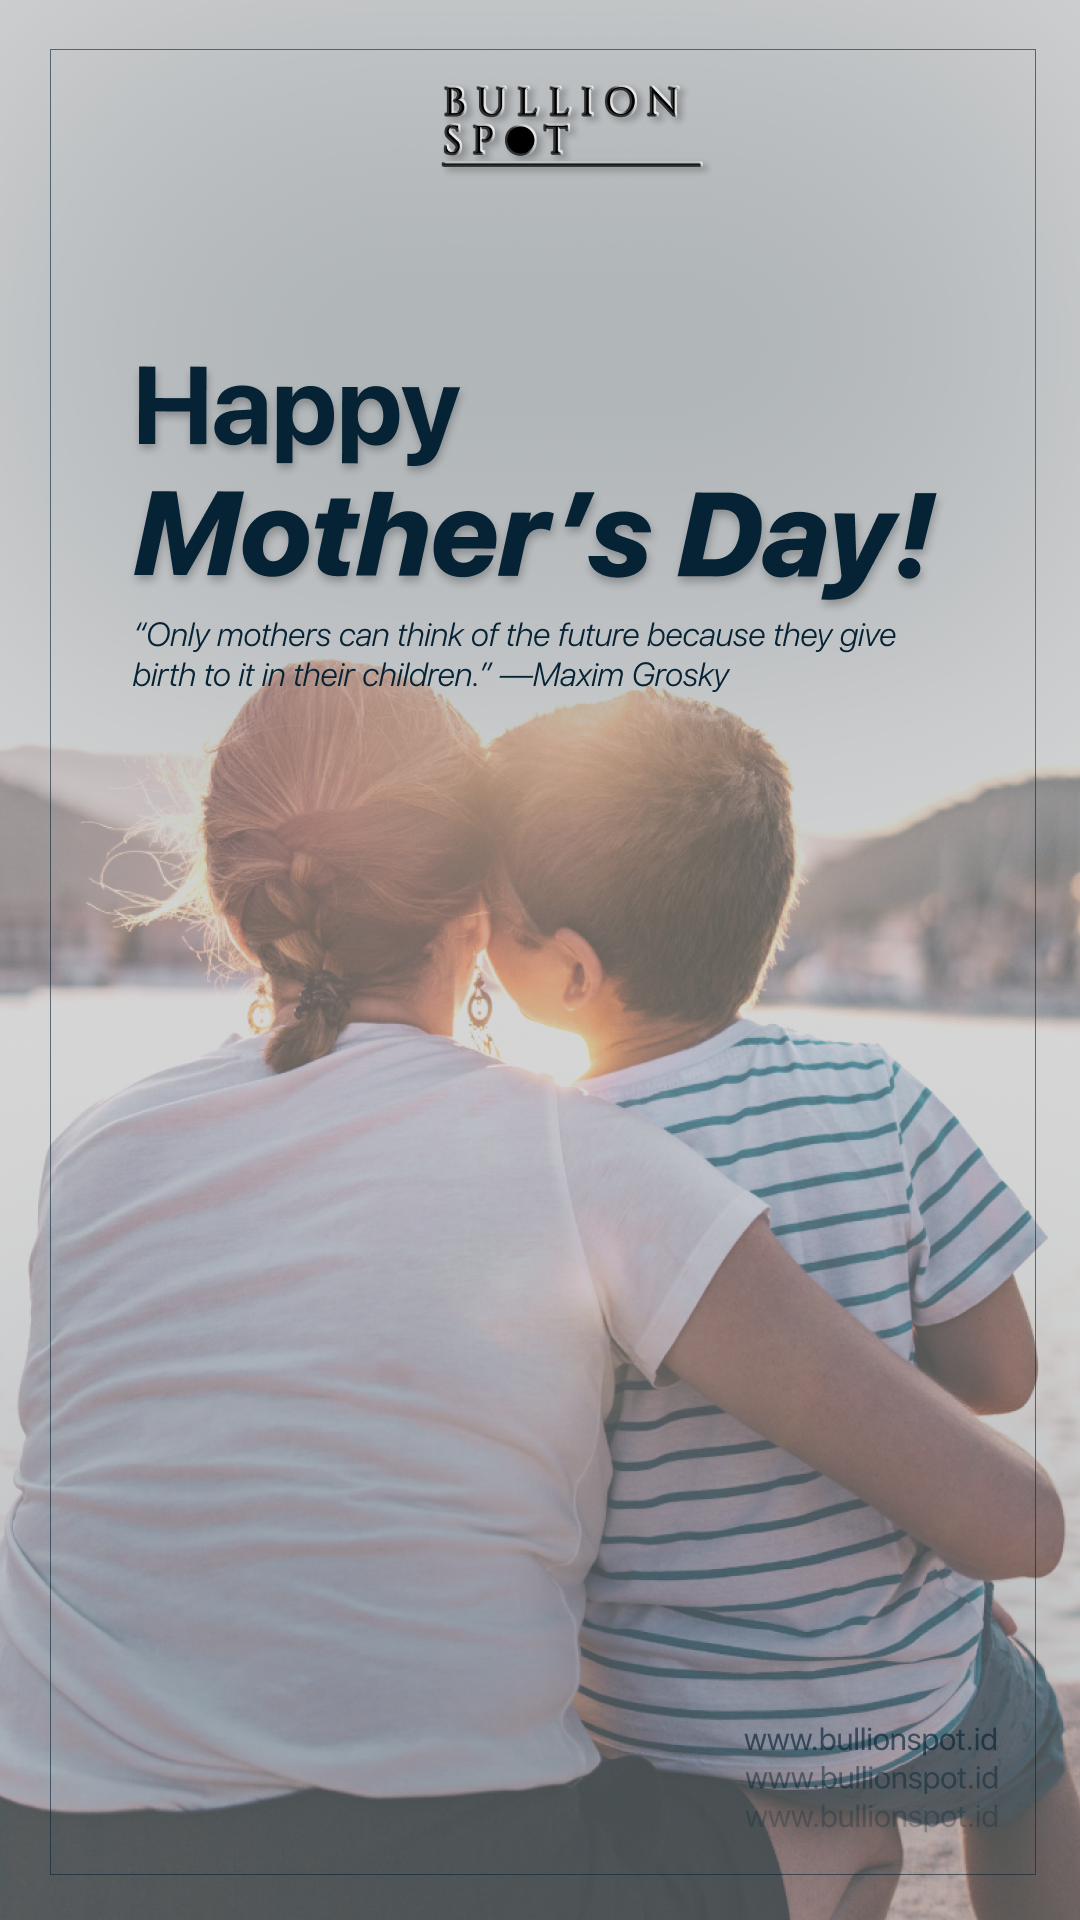 BULLION
SPOT
Happy
Mother’s Day!
“Only mothers can think of the future because they give
birth to it in their children.” —Maxim Grosky
www.bullionspot.id
www.bullionspot.id
www.bullionspot.id